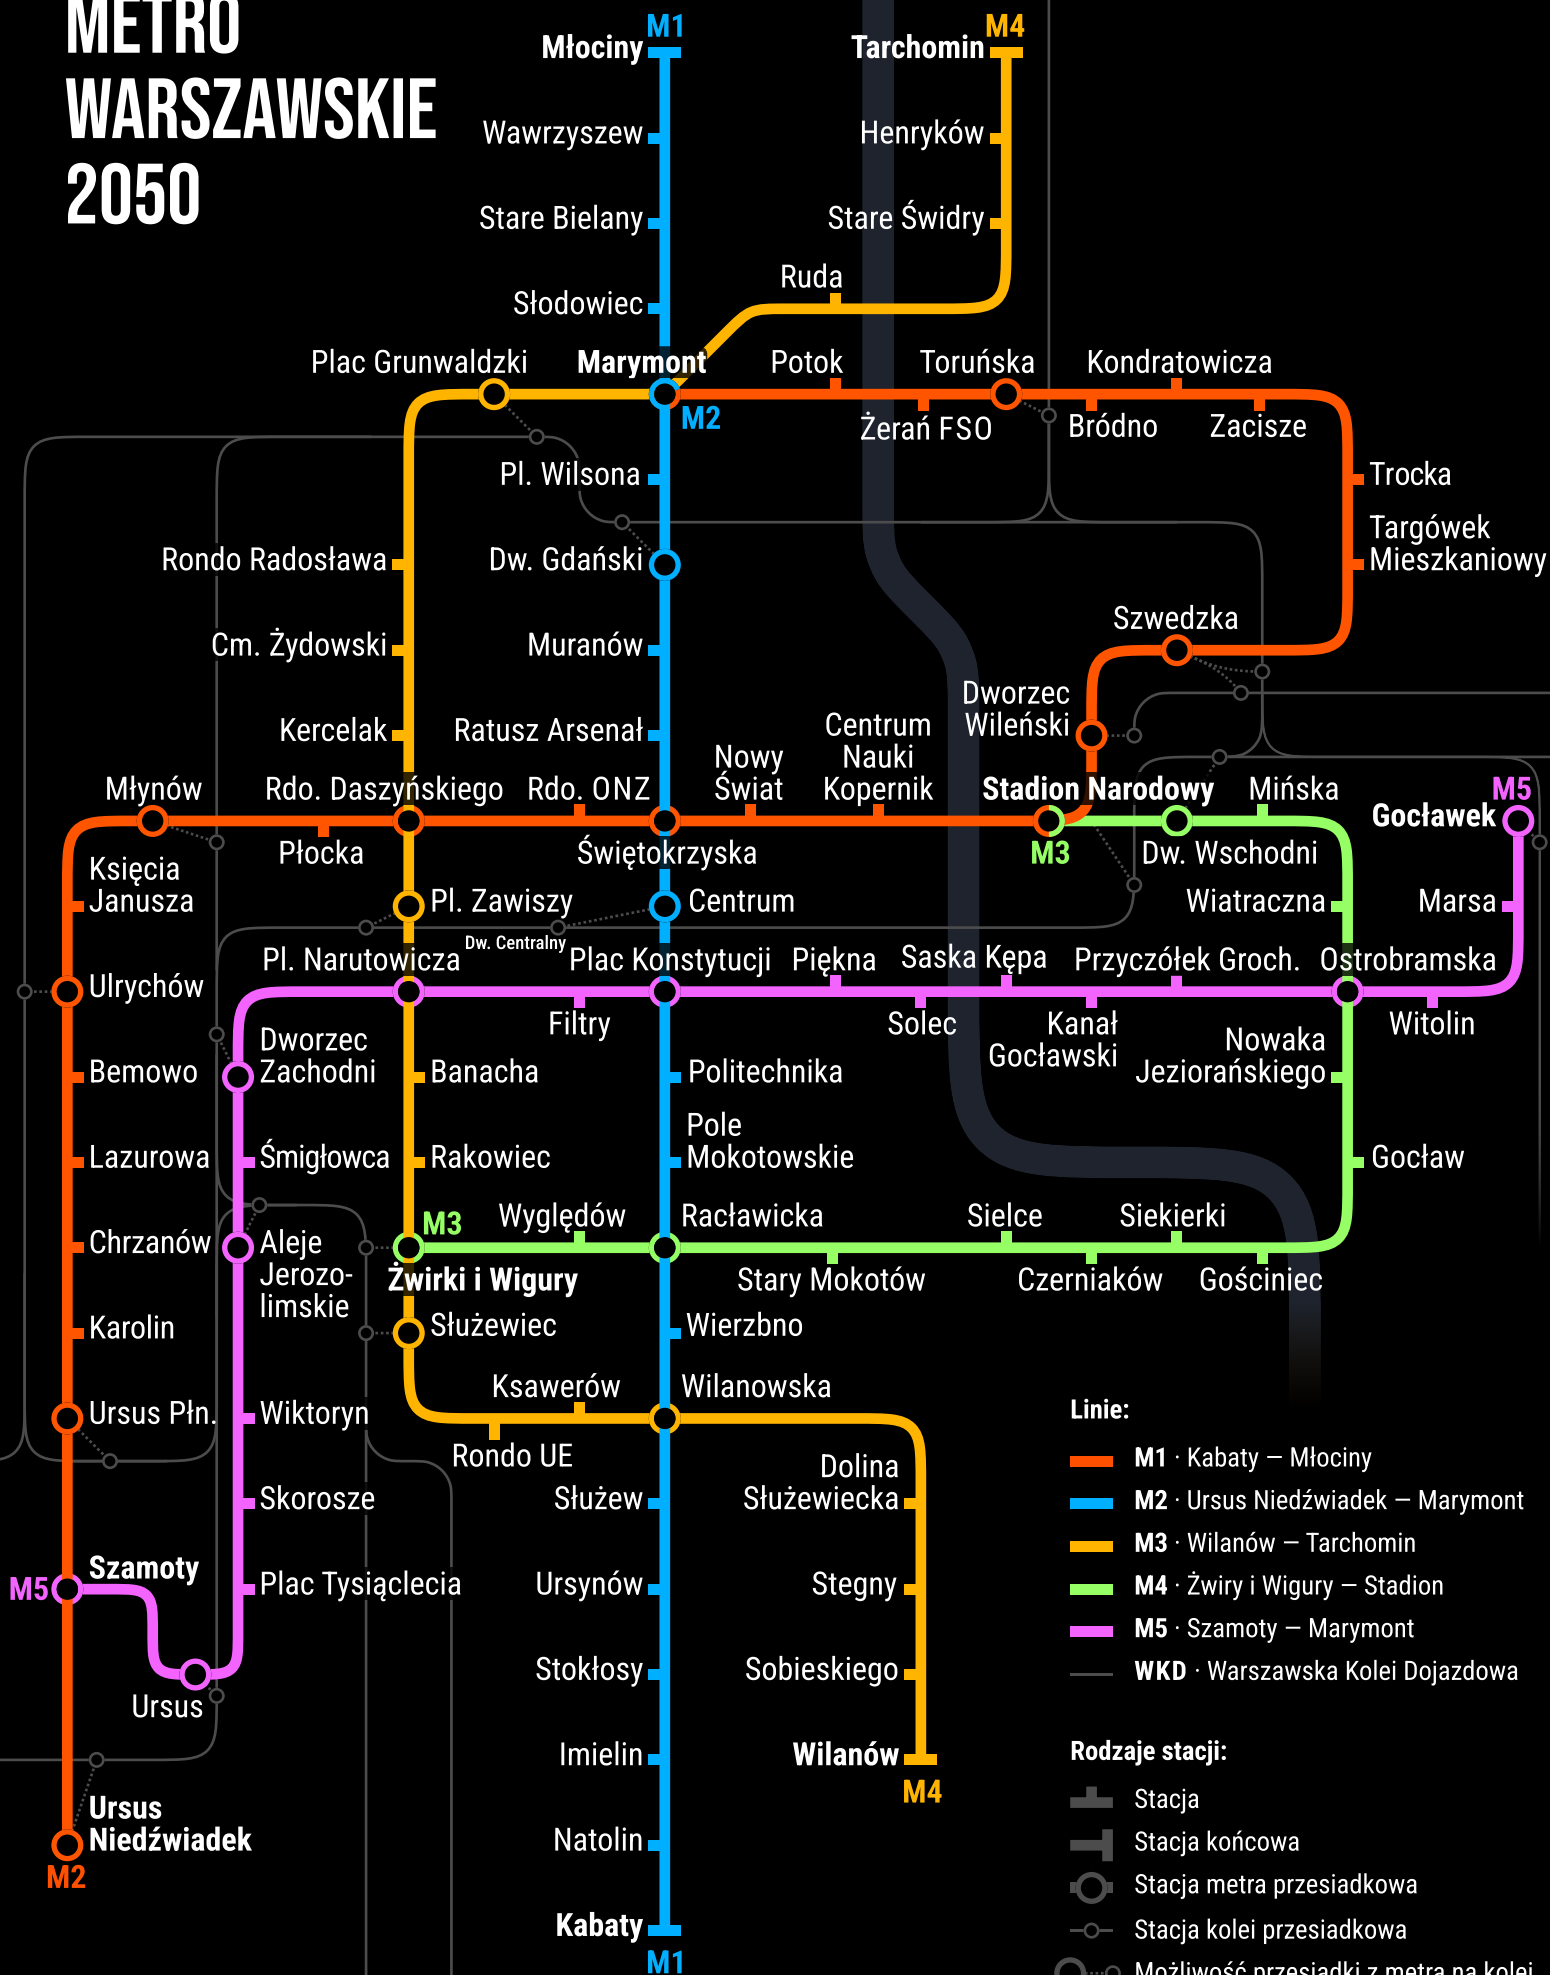 METRO
WARSZAWSKIE
2050
M1
Młociny
M4
Tarchomin
Wawrzyszew
Henryków
Stare Bielany
Stare Świdry
Ruda
Słodowiec
Plac Grunwaldzki
Marymont
M2
Potok
Toruńska
Kondratowicza
Żerań FSO
Bródno
Zacisze
Pl. Wilsona
Trocka
Targówek
Mieszkaniowy
Rondo Radosława
Dw. Gdański
Szwedzka
Cm. Żydowski
Muranów
Dworzec
Wileński
Kercelak
Ratusz Arsenał
Nowy
Świat
Centrum
Nauki
Kopernik
Młynów
Rdo. Daszyńskiego
Rdo. ONZ
Stadion Narodowy
M3
Mińska
M5
Gocławek
Płocka
Świętokrzyska
Dw. Wschodni
Księcia
Janusza
Pl. Zawiszy
Centrum
Wiatraczna
Marsa
Dw. Centralny
Pl. Narutowicza
Plac Konstytucji
Piękna
Saska Kępa
Przyczółek Groch.
Ostrobramska
Ulrychów
Filtry
Solec
Kanał
Gocławski
Witolin
Dworzec
Zachodni
Nowaka
Jeziorańskiego
Bemowo
Banacha
Politechnika
Pole
Mokotowskie
Lazurowa
Śmigłowca
Rakowiec
Gocław
M3
Żwirki i Wigury
Wyględów
Racławicka
Sielce
Siekierki
Chrzanów
Aleje
Jerozo-
limskie
Stary Mokotów
Czerniaków
Gościniec
Karolin
Służewiec
Wierzbno
Ksawerów
Wilanowska
Ursus Płn.
Wiktoryn
Rondo UE
Dolina
Służewiecka
Skorosze
Służew
M5
Szamoty
Plac Tysiąclecia
Ursynów
Stegny
Ursus
Stokłosy
Sobieskiego
Imielin
Wilanów
M4
Ursus
Niedźwiadek
M2
Natolin
Kabaty
M1
Linie:
M1 · Kabaty – Młociny
M2 · Ursus Niedźwiadek – Marymont
M3 · Wilanów – Tarchomin
M4 · Żwiry i Wigury – Stadion
M5 · Szamoty – Marymont
WKD · Warszawska Kolei Dojazdowa
Rodzaje stacji:
Stacja
Stacja końcowa
Stacja metra przesiadkowa
Stacja kolei przesiadkowa
Możliwość przesiadki z metra na kolej